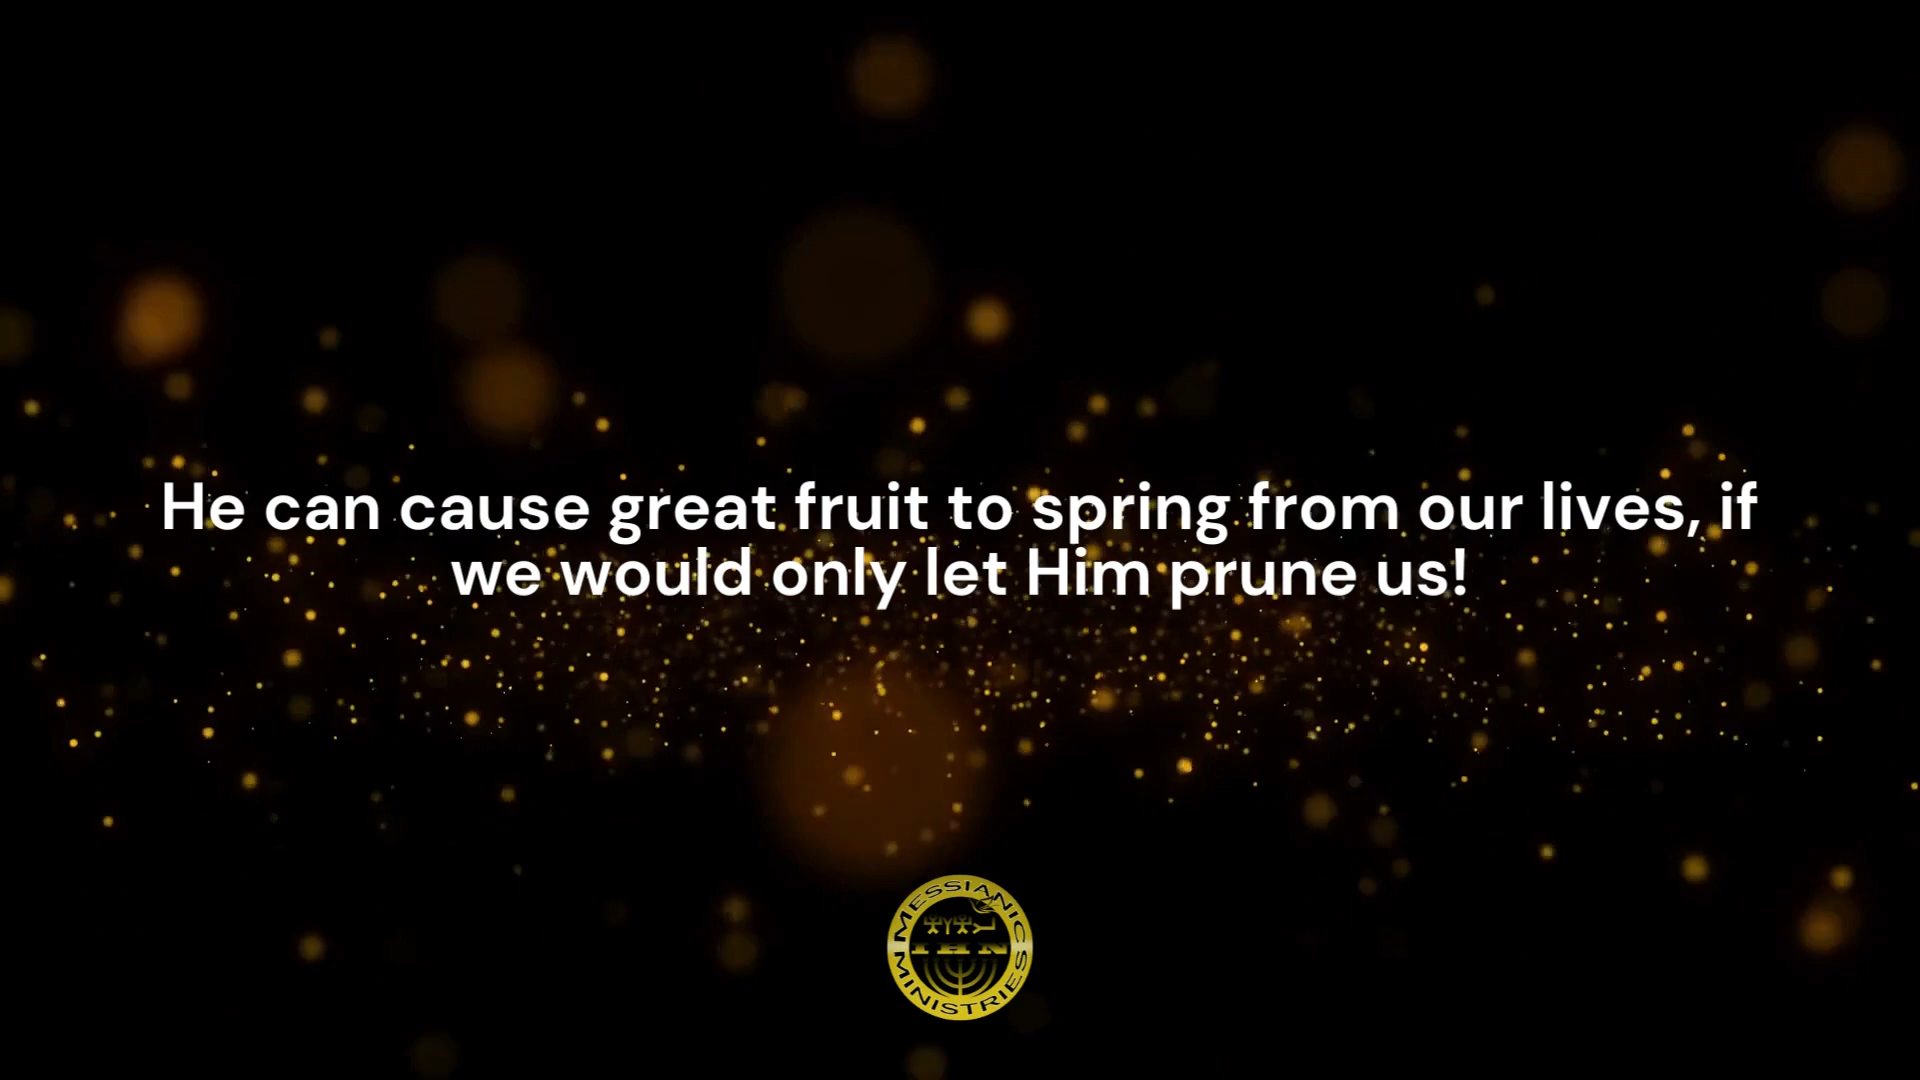 He can cause great fruit to spring from our lives, if
we would only let Him prune us!
MESSIANIC
I H N
MINISTRIES